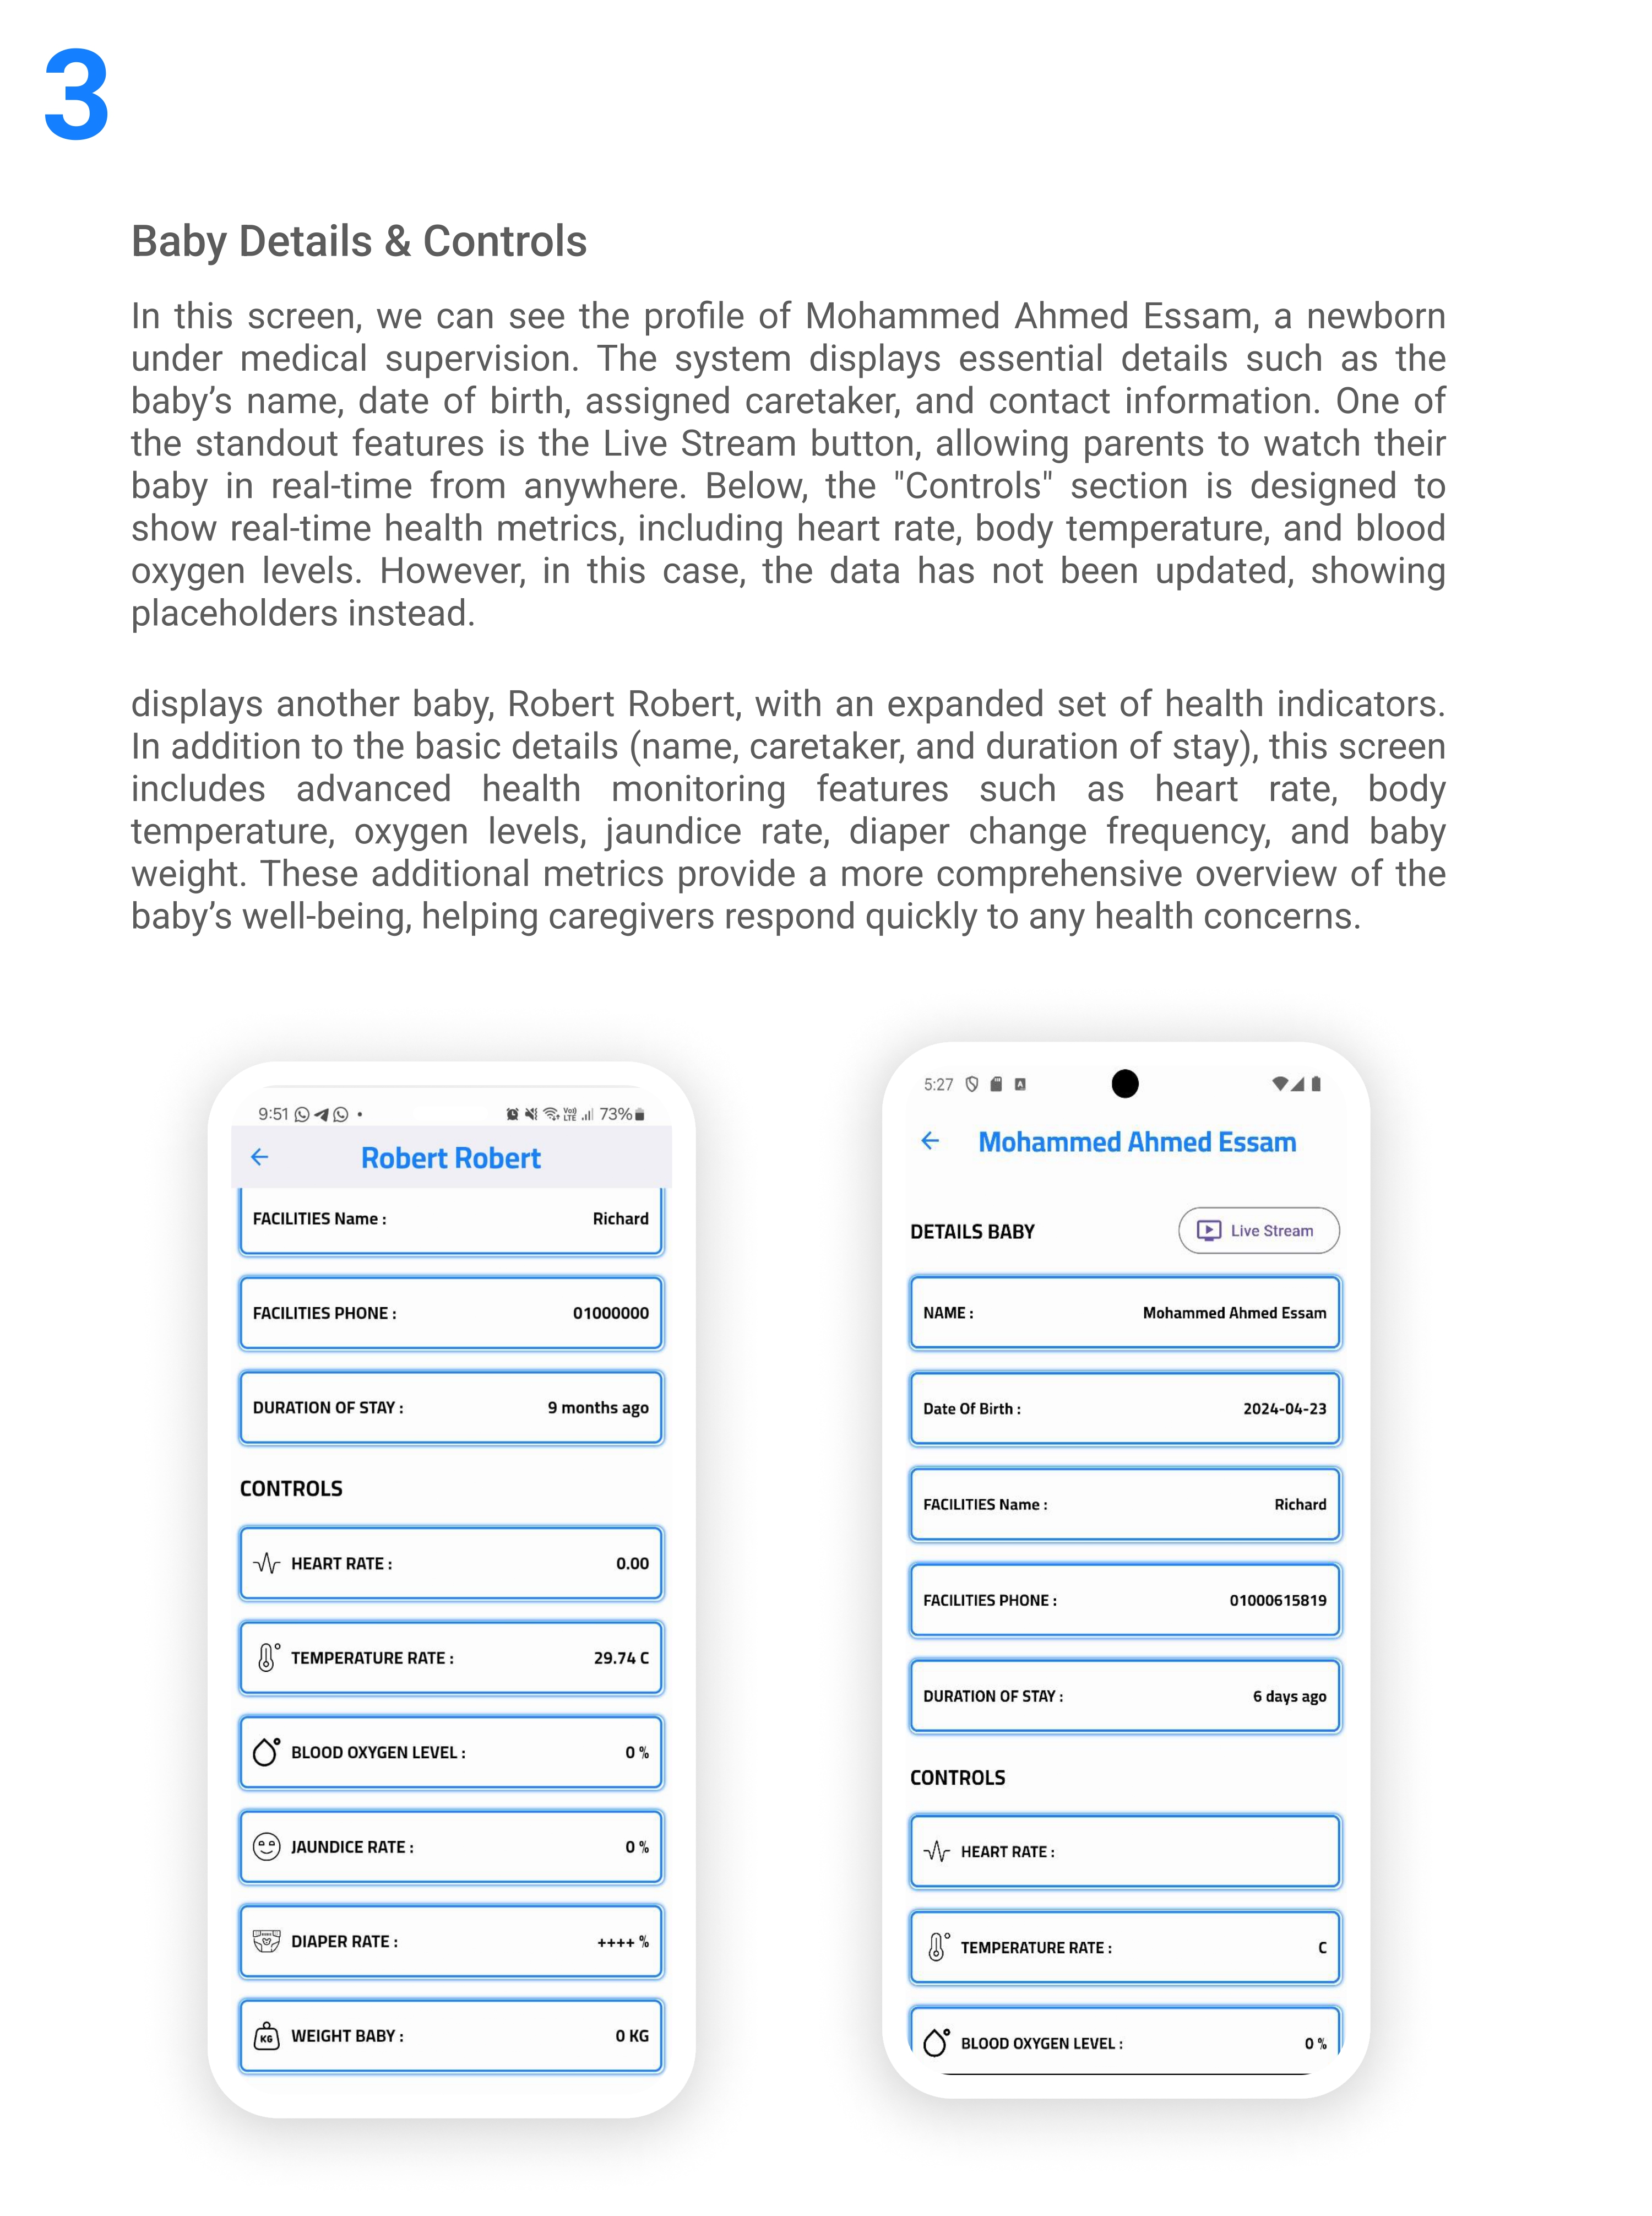 3
Baby Details & Controls
In this screen, we can see the profile of Mohammed Ahmed Essam, a newborn
under medical supervision. The system displays essential details such as the
baby’s name, date of birth, assigned caretaker, and contact information. One of
the standout features is the Live Stream button, allowing parents to watch their
baby in real-time from anywhere. Below, the "Controls" section is designed to
show real-time health metrics, including heart rate, body temperature, and blood
oxygen levels. However, in this case, the data has not been updated, showing
placeholders instead.
displays another baby, Robert Robert, with an expanded set of health indicators.
In addition to the basic details (name, caretaker, and duration of stay), this screen
includes advanced health monitoring features such as heart rate, body
temperature, oxygen levels, jaundice rate, diaper change frequency, and baby
weight. These additional metrics provide a more comprehensive overview of the
baby’s well-being, helping caregivers respond quickly to any health concerns.
9:51 73%
Robert Robert
FACILITIES Name : Richard
FACILITIES PHONE : 01000000
DURATION OF STAY : 9 months ago
CONTROLS
HEART RATE : 0.00
TEMPERATURE RATE : 29.74 C
BLOOD OXYGEN LEVEL : 0 %
JAUNDICE RATE : 0 %
DIAPER RATE : ++++ %
KG WEIGHT BABY : 0 KG
5:27
Mohammed Ahmed Essam
DETAILS BABY Live Stream
NAME : Mohammed Ahmed Essam
Date Of Birth : 2024-04-23
FACILITIES Name : Richard
FACILITIES PHONE : 01000615819
DURATION OF STAY : 6 days ago
CONTROLS
HEART RATE :
TEMPERATURE RATE : C
BLOOD OXYGEN LEVEL : 0 %